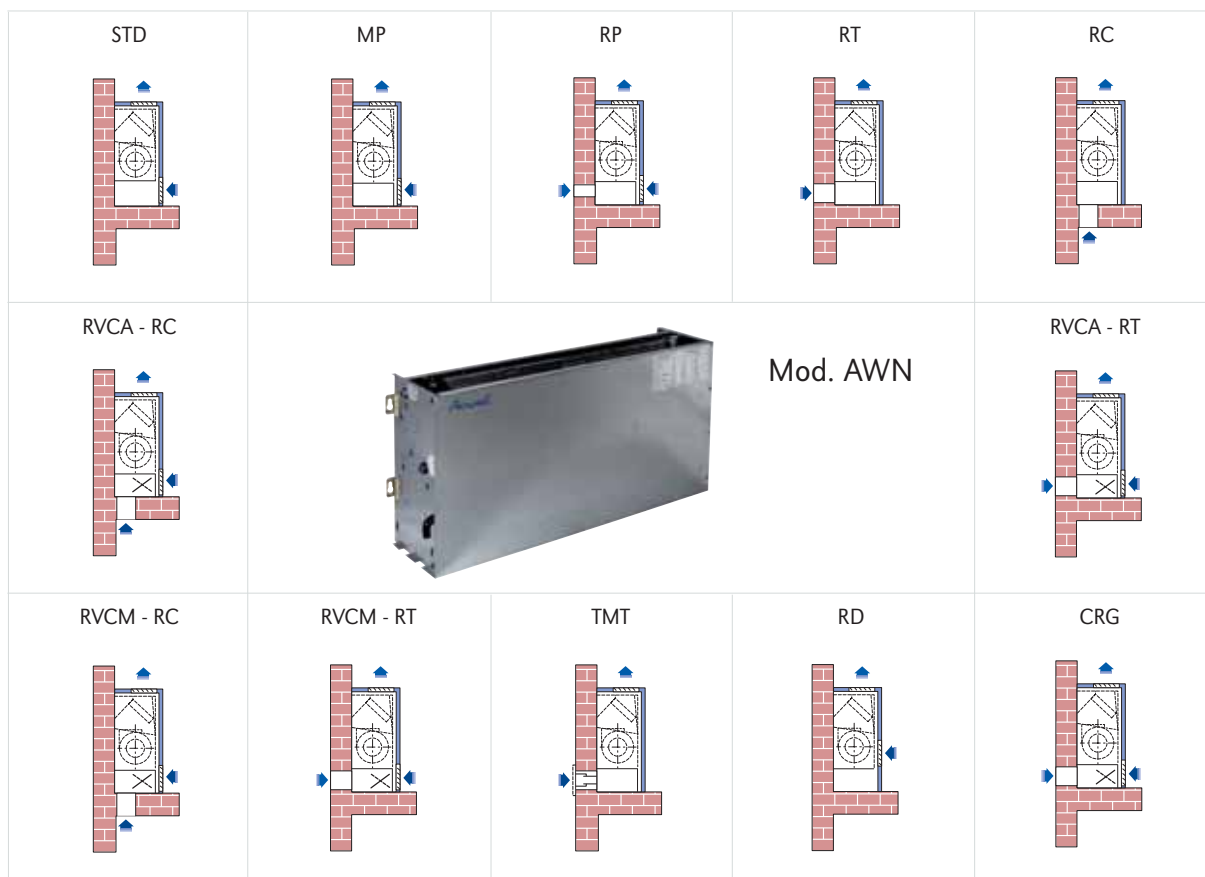 STD
MP
RP
RT
RC
RVCA - RC
Mod. AWN
RVCA - RT
RVCM - RC
RVCM - RT
TMT
RD
CRG